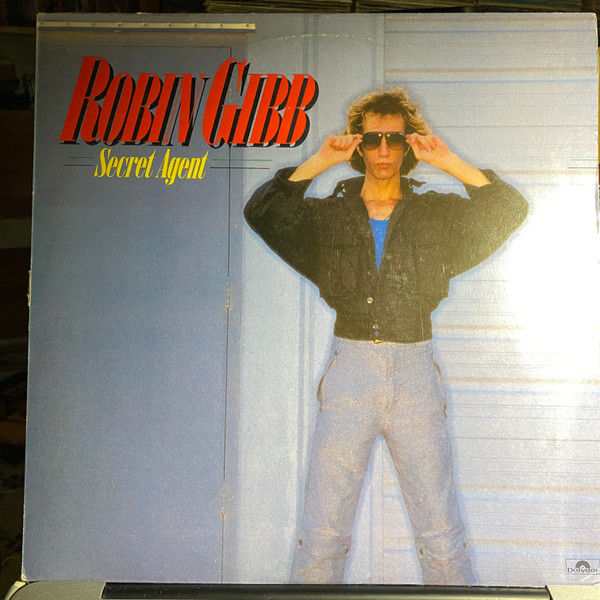 ROBIN GIBB
Secret Agent
Polydor